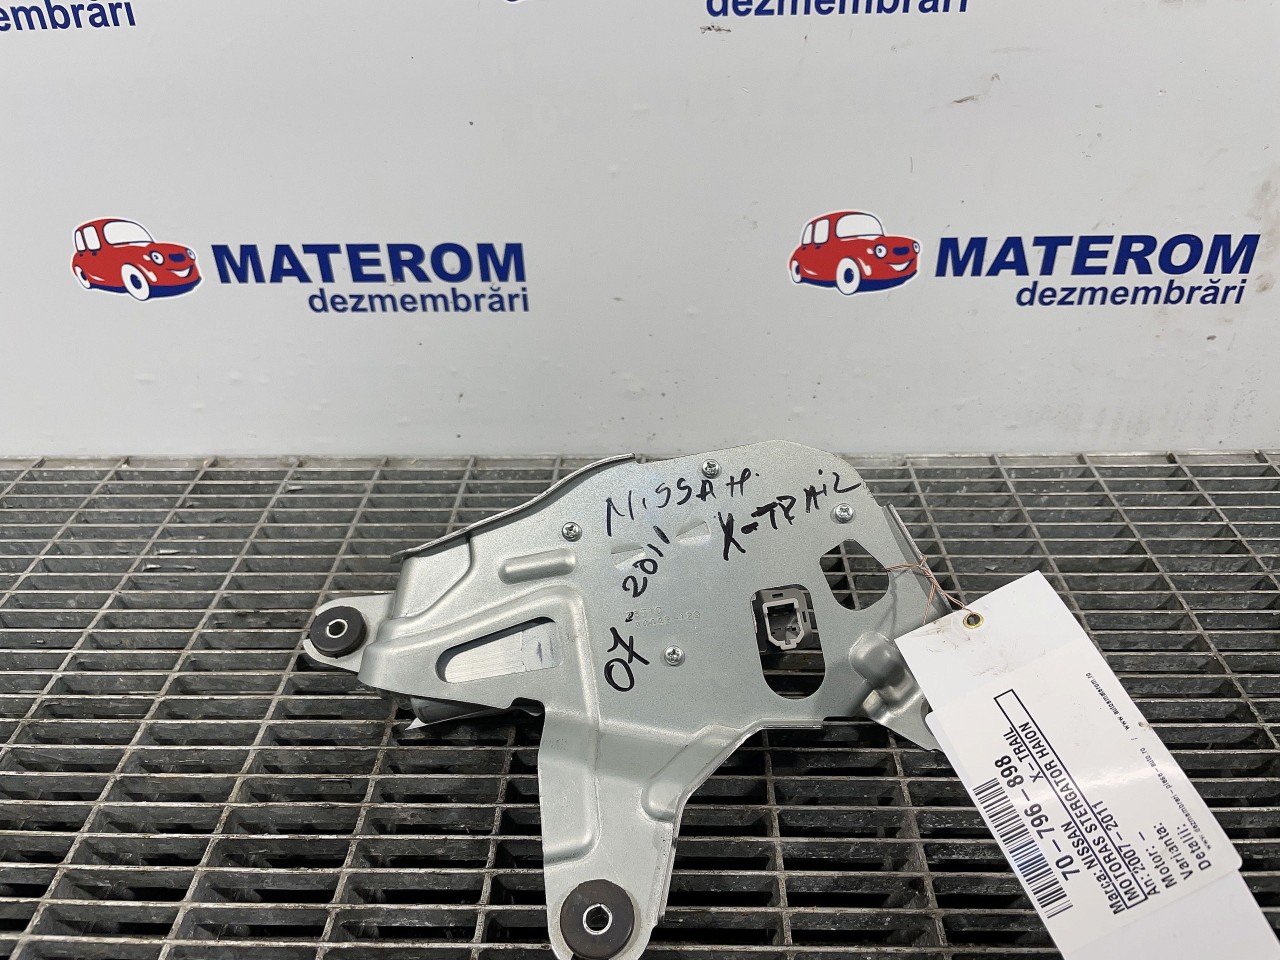 embrări
dezmembrări
MATEROM
dezmembrări
MATEROM
dezmembrări
NISSAN
X-TRAIL
2011
07
70 - 796 - 898
Marca: NISSAN X-TRAIL
MOTORAS STERGATOR HAION
An: 2007 - 2011
Motor: -
Varianta:
Detalii: